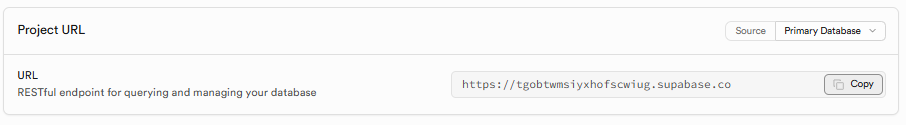 Project URL
Source Primary Database
URL
RESTful endpoint for querying and managing your database
https://tgobtwmsiyxhofscwiug.supabase.co Copy